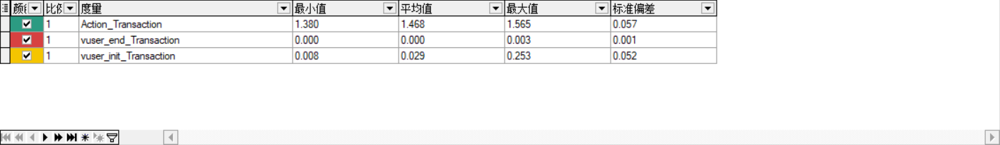 颜色 比例 度量 最小值 平均值 最大值 标准偏差
1 Action_Transaction 1.380 1.468 1.565 0.057
1 vuser_end_Transaction 0.000 0.000 0.003 0.001
1 vuser_init_Transaction 0.008 0.029 0.253 0.052